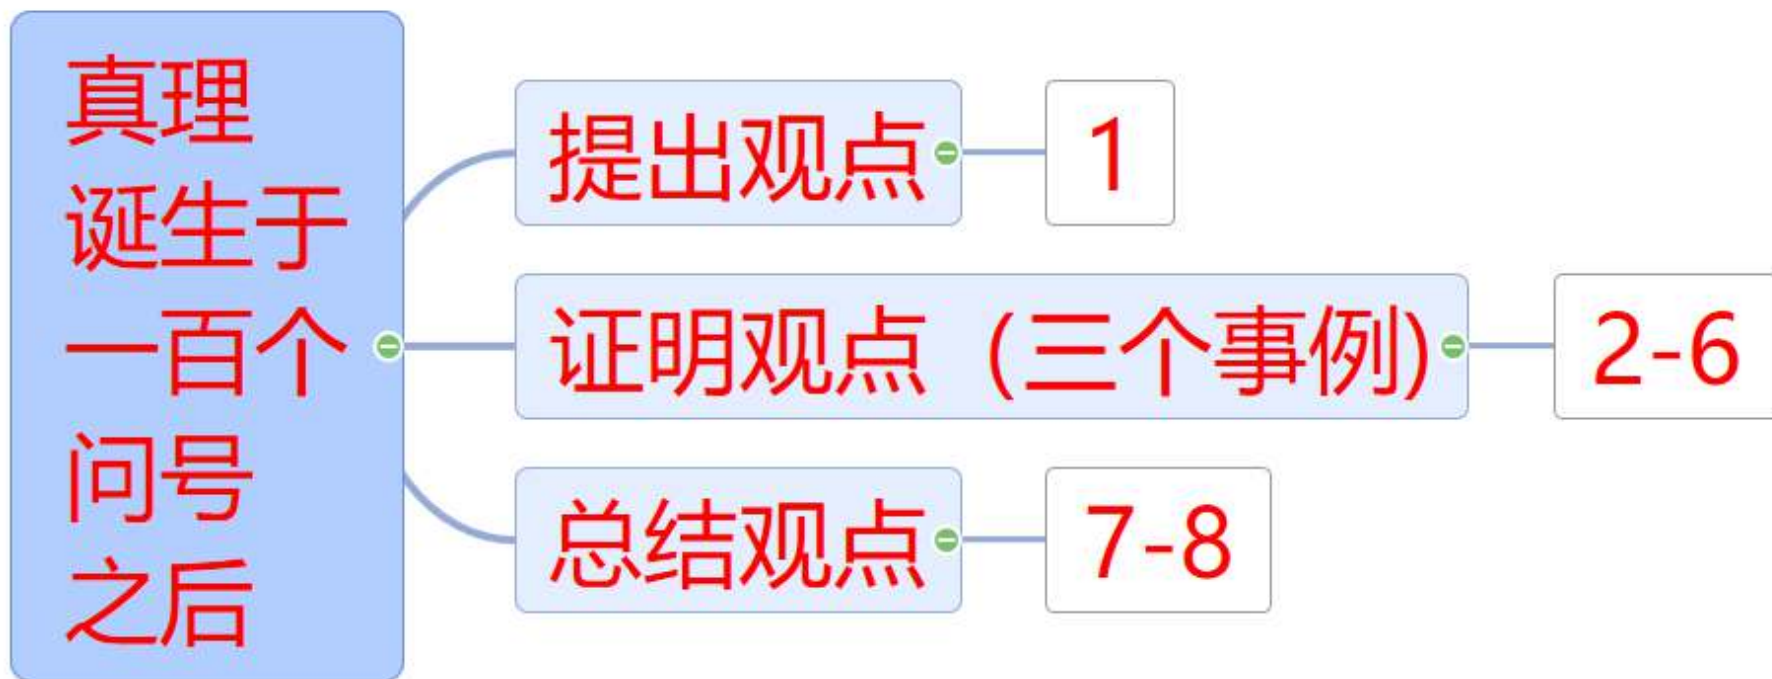 真理
诞生于
一百个
问号
之后
提出观点
1
证明观点（三个事例)
2-6
总结观点
7-8